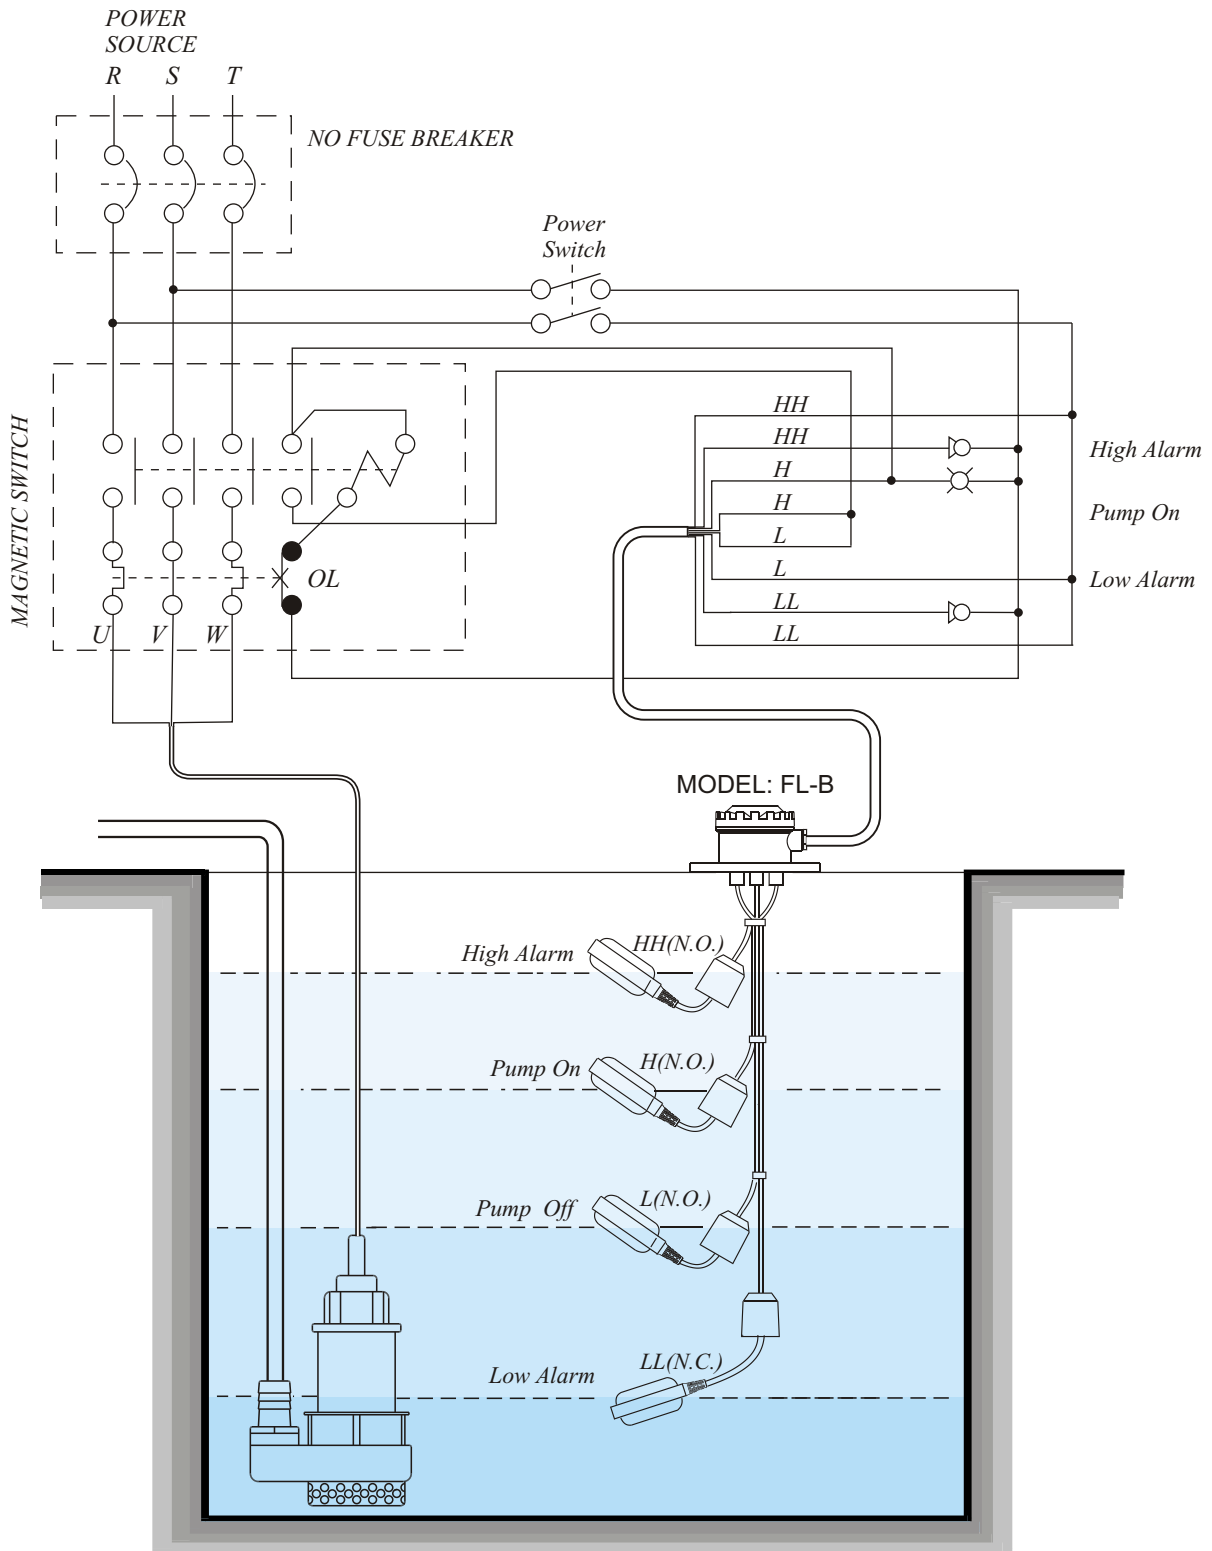 POWER
SOURCE
R S T
NO FUSE BREAKER
Power
Switch
MAGNETIC SWITCH
HH
HH
High Alarm
H
H
Pump On
L
L
Low Alarm
LL
LL
OL
U V W
MODEL: FL-B
High Alarm HH(N.O.)
Pump On H(N.O.)
Pump Off L(N.O.)
Low Alarm LL(N.C.)